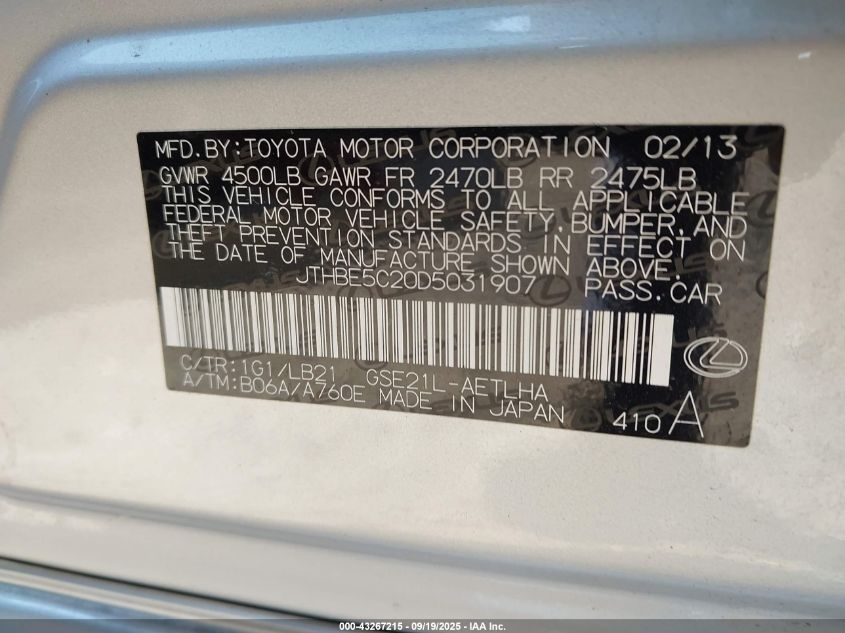 MFD.BY:TOYOTA MOTOR CORPORATION 02/13
GVWR 4500LB GAWR FR 2470LB RR 2475LB
THIS VEHICLE CONFORMS TO ALL APPLICABLE
FEDERAL MOTOR VEHICLE SAFETY,BUMPER,AND
THEFT PREVENTION STANDARDS IN EFFECT ON
THE DATE OF MANUFACTURE SHOWN ABOVE.
JTHBE5C20D5031907 PASS.CAR
C/TR:1G1/LB21 GSE21L-AETLHA
A/TM:B06A/A760E MADE IN JAPAN
410A
000-43267215 - 09/19/2025 - IAA Inc.